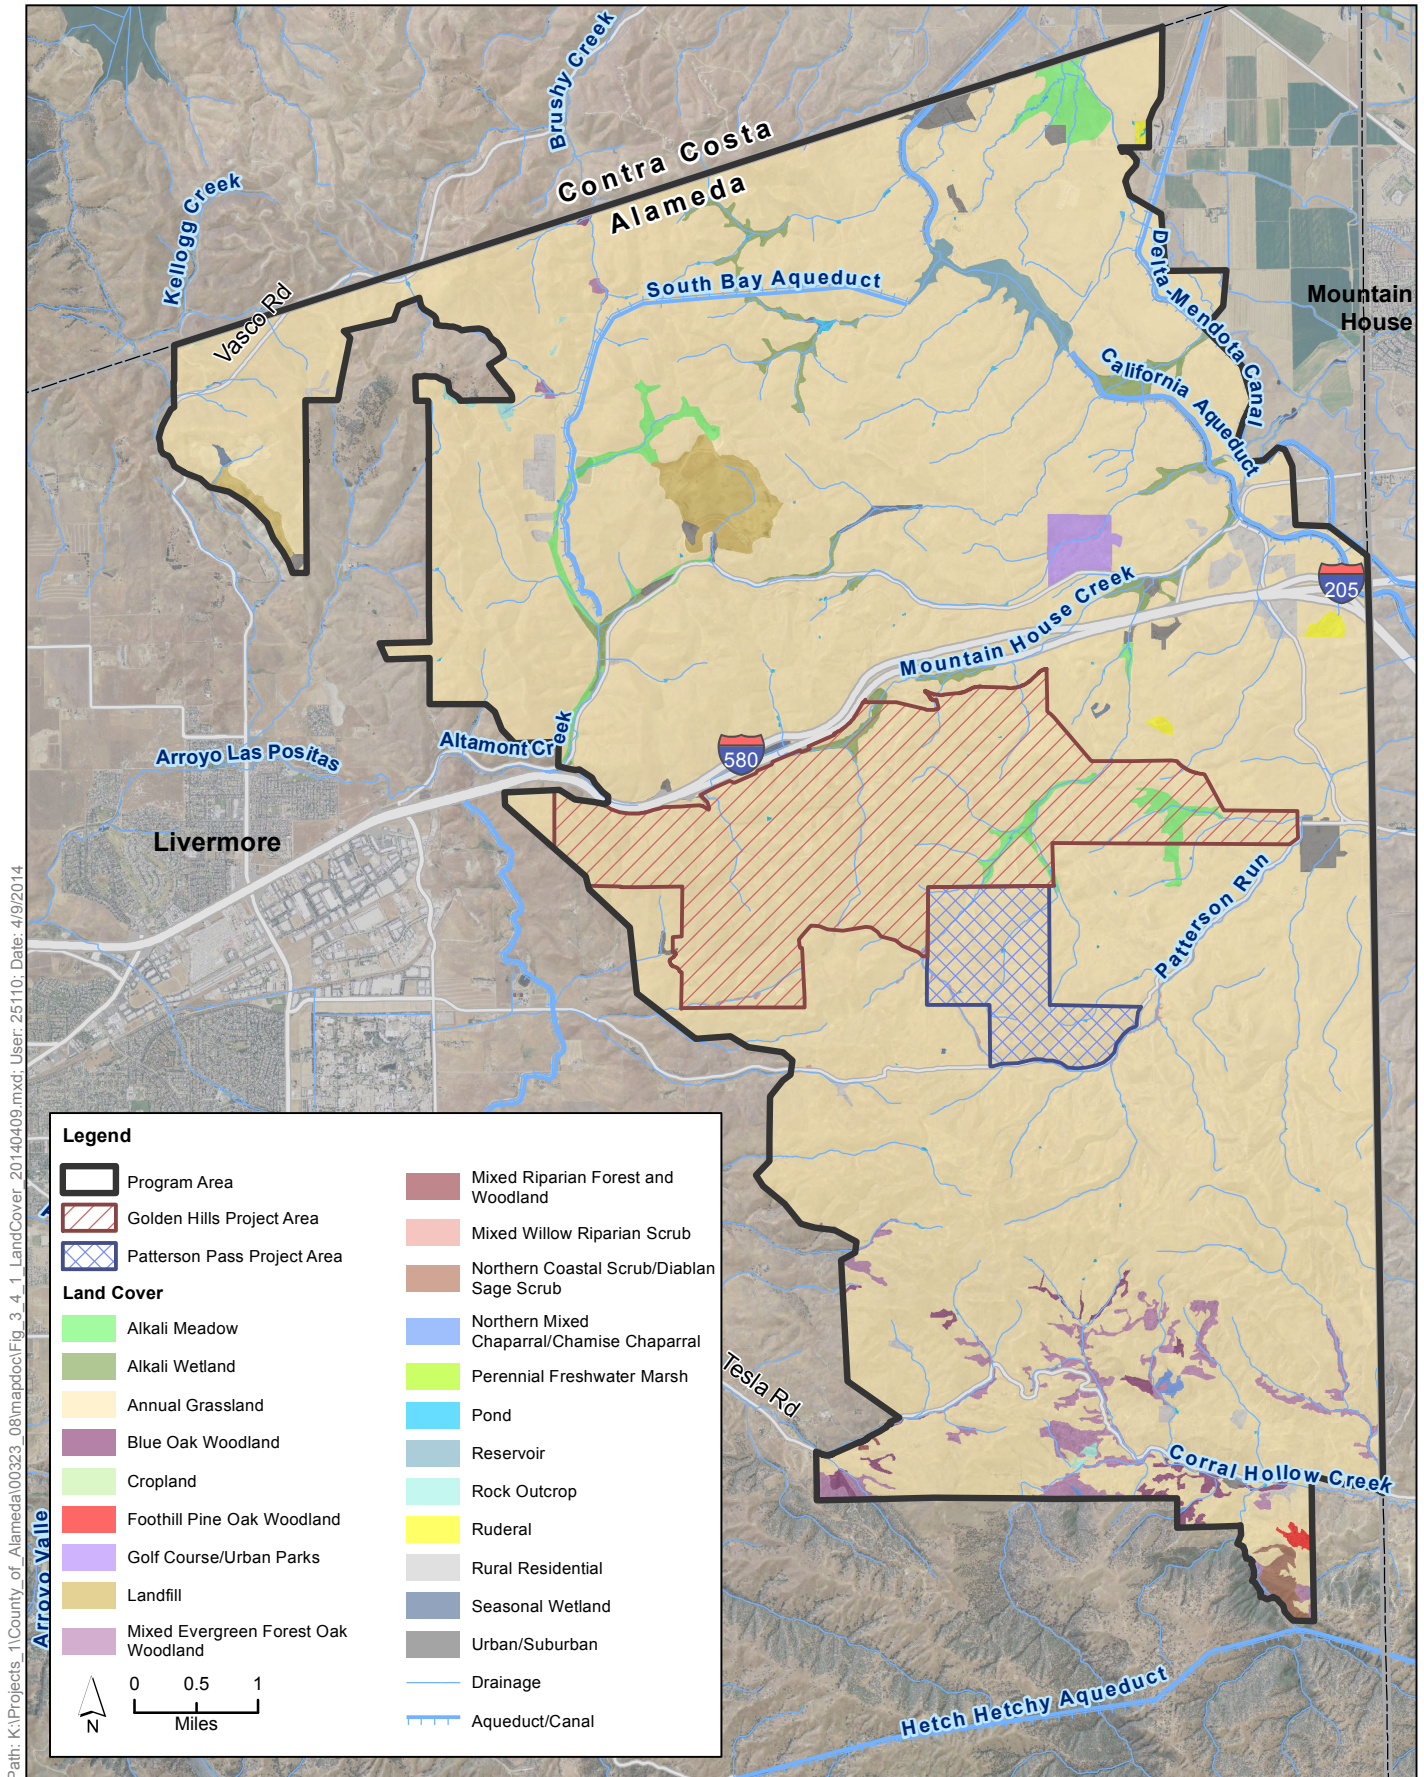 Brushy Creek
Contra Costa
Alameda
Kellogg Creek
Vasco Rd
South Bay Aqueduct
Delta-Mendota Canal
Mountain
House
California Aqueduct
205
Mountain House Creek
Altamont Creek
580
Arroyo Las Positas
Livermore
Patterson Run
Tesla Rd
Corral Hollow Creek
Hetch Hetchy Aqueduct
Arroyo Valle
Legend
Program Area
Golden Hills Project Area
Patterson Pass Project Area
Land Cover
Alkali Meadow
Alkali Wetland
Annual Grassland
Blue Oak Woodland
Cropland
Foothill Pine Oak Woodland
Golf Course/Urban Parks
Landfill
Mixed Evergreen Forest Oak
Woodland
Mixed Riparian Forest and
Woodland
Mixed Willow Riparian Scrub
Northern Coastal Scrub/Diablan
Sage Scrub
Northern Mixed
Chaparral/Chamise Chaparral
Perennial Freshwater Marsh
Pond
Reservoir
Rock Outcrop
Ruderal
Rural Residential
Seasonal Wetland
Urban/Suburban
Drainage
Aqueduct/Canal
0 0.5 1
Miles
N
Path: K:\Projects_1\County_of_Alameda\00323_08\mapdoc\Fig_3_4_1_LandCover_20140409.mxd; User: 25110; Date: 4/9/2014